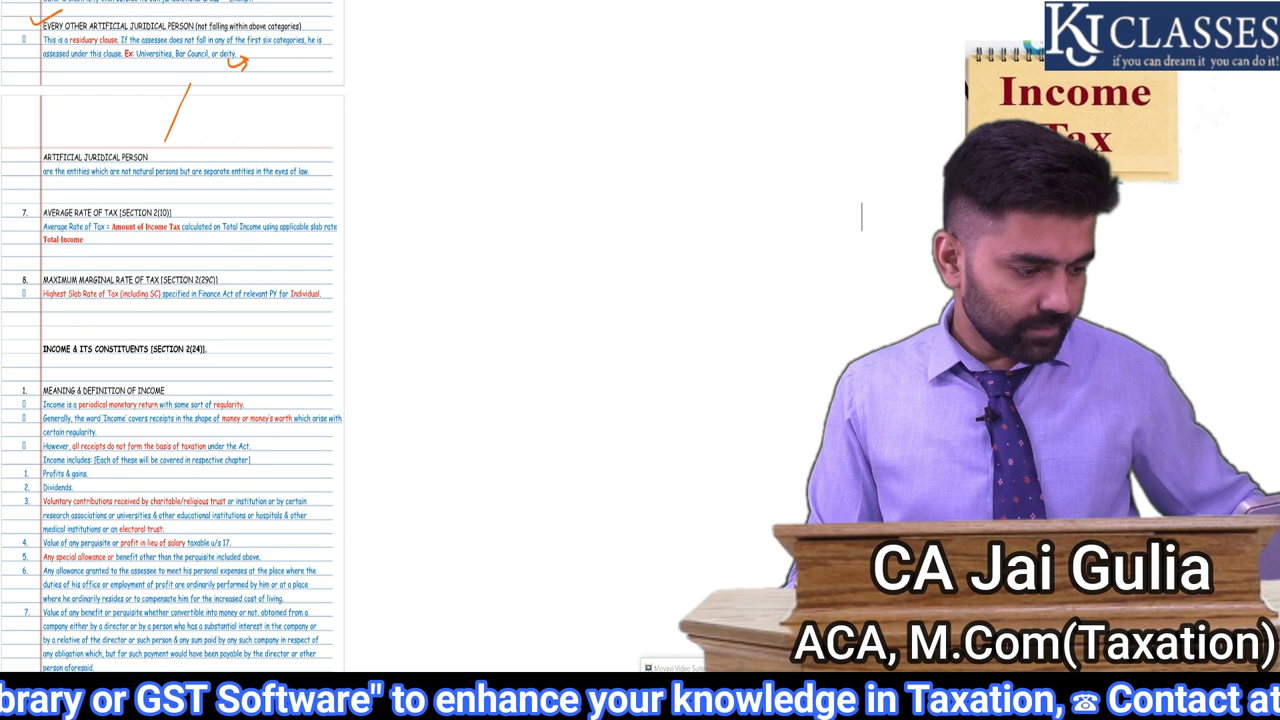 EVERY OTHER ARTIFICIAL JURIDICAL PERSON (not falling within above categories)
This is a residuary clause. If the assessee does not fall in any of the first six categories, he is
assessed under this clause. Ex: Universities, Bar Council, or deity.
ARTIFICIAL JURIDICAL PERSON
are the entities which are not natural persons but are separate entities in the eyes of law.
7. AVERAGE RATE OF TAX [SECTION 2(10)]
Average Rate of Tax = Amount of Income Tax calculated on Total Income using applicable slab rate
Total Income
8. MAXIMUM MARGINAL RATE OF TAX [SECTION 2(29C)]
Highest Slab Rate of Tax (including SC) specified in Finance Act of relevant PY for Individual.
INCOME & ITS CONSTITUENTS [SECTION 2(24)].
1. MEANING & DEFINITION OF INCOME
Income is a periodical monetary return with some sort of regularity.
Generally, the word 'Income' covers receipts in the shape of money or money's worth which arise with
certain regularity.
However, all receipts do not form the basis of taxation under the Act.
Income includes: [Each of these will be covered in respective chapter]
1. Profits & gains.
2. Dividends.
3. Voluntary contributions received by charitable/religious trust or institution or by certain
research associations or universities & other educational institutions or hospitals & other
medical institutions or an electoral trust.
4. Value of any perquisite or profit in lieu of salary taxable u/s 17.
5. Any special allowance or benefit other than the perquisite included above.
6. Any allowance granted to the assessee to meet his personal expenses at the place where the
duties of his office or employment of profit are ordinarily performed by him or at a place
where he ordinarily resides or to compensate him for the increased cost of living.
7. Value of any benefit or perquisite whether convertible into money or not, obtained from a
company either by a director or by a person who has a substantial interest in the company or
by a relative of the director or such person & any sum paid by any such company in respect of
any obligation which, but for such payment would have been payable by the director or other
person aforesaid.
KJ CLASSES
if you can dream it you can do it!
Income
Tax
CA Jai Gulia
ACA, M.Com(Taxation)
Movavi Video
brary or GST Software" to enhance your knowledge in Taxation, ☎ Contact at